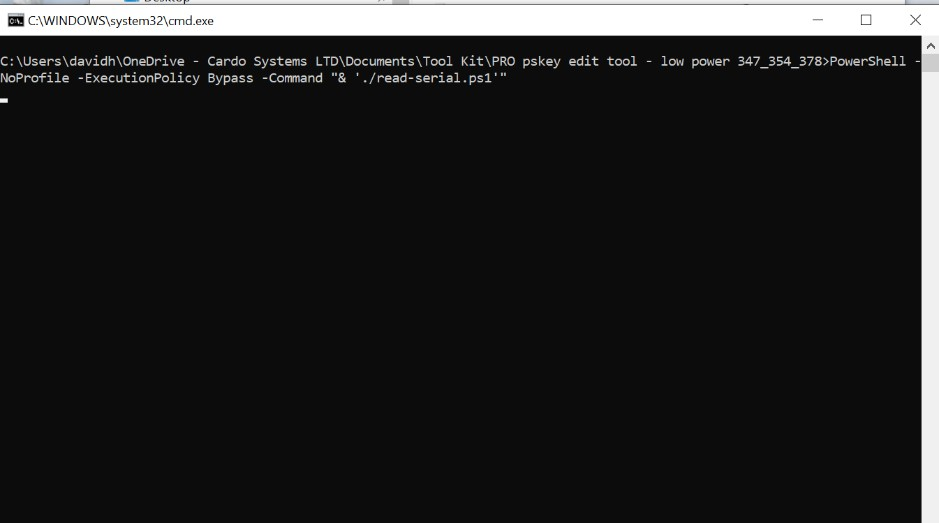 Desktop
C:\WINDOWS\system32\cmd.exe
C:\Users\davidh\OneDrive - Cardo Systems LTD\Documents\Tool Kit\PRO pskey edit tool - low power 347_354_378>PowerShell -
NoProfile -ExecutionPolicy Bypass -Command "& './read-serial.ps1'"